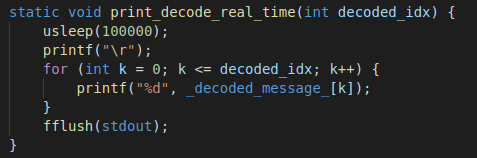 static void print_decode_real_time(int decoded_idx) {
    usleep(100000);
    printf("\r");
    for (int k = 0; k <= decoded_idx; k++) {
        printf("%d", _decoded_message_[k]);
    }
    fflush(stdout);
}